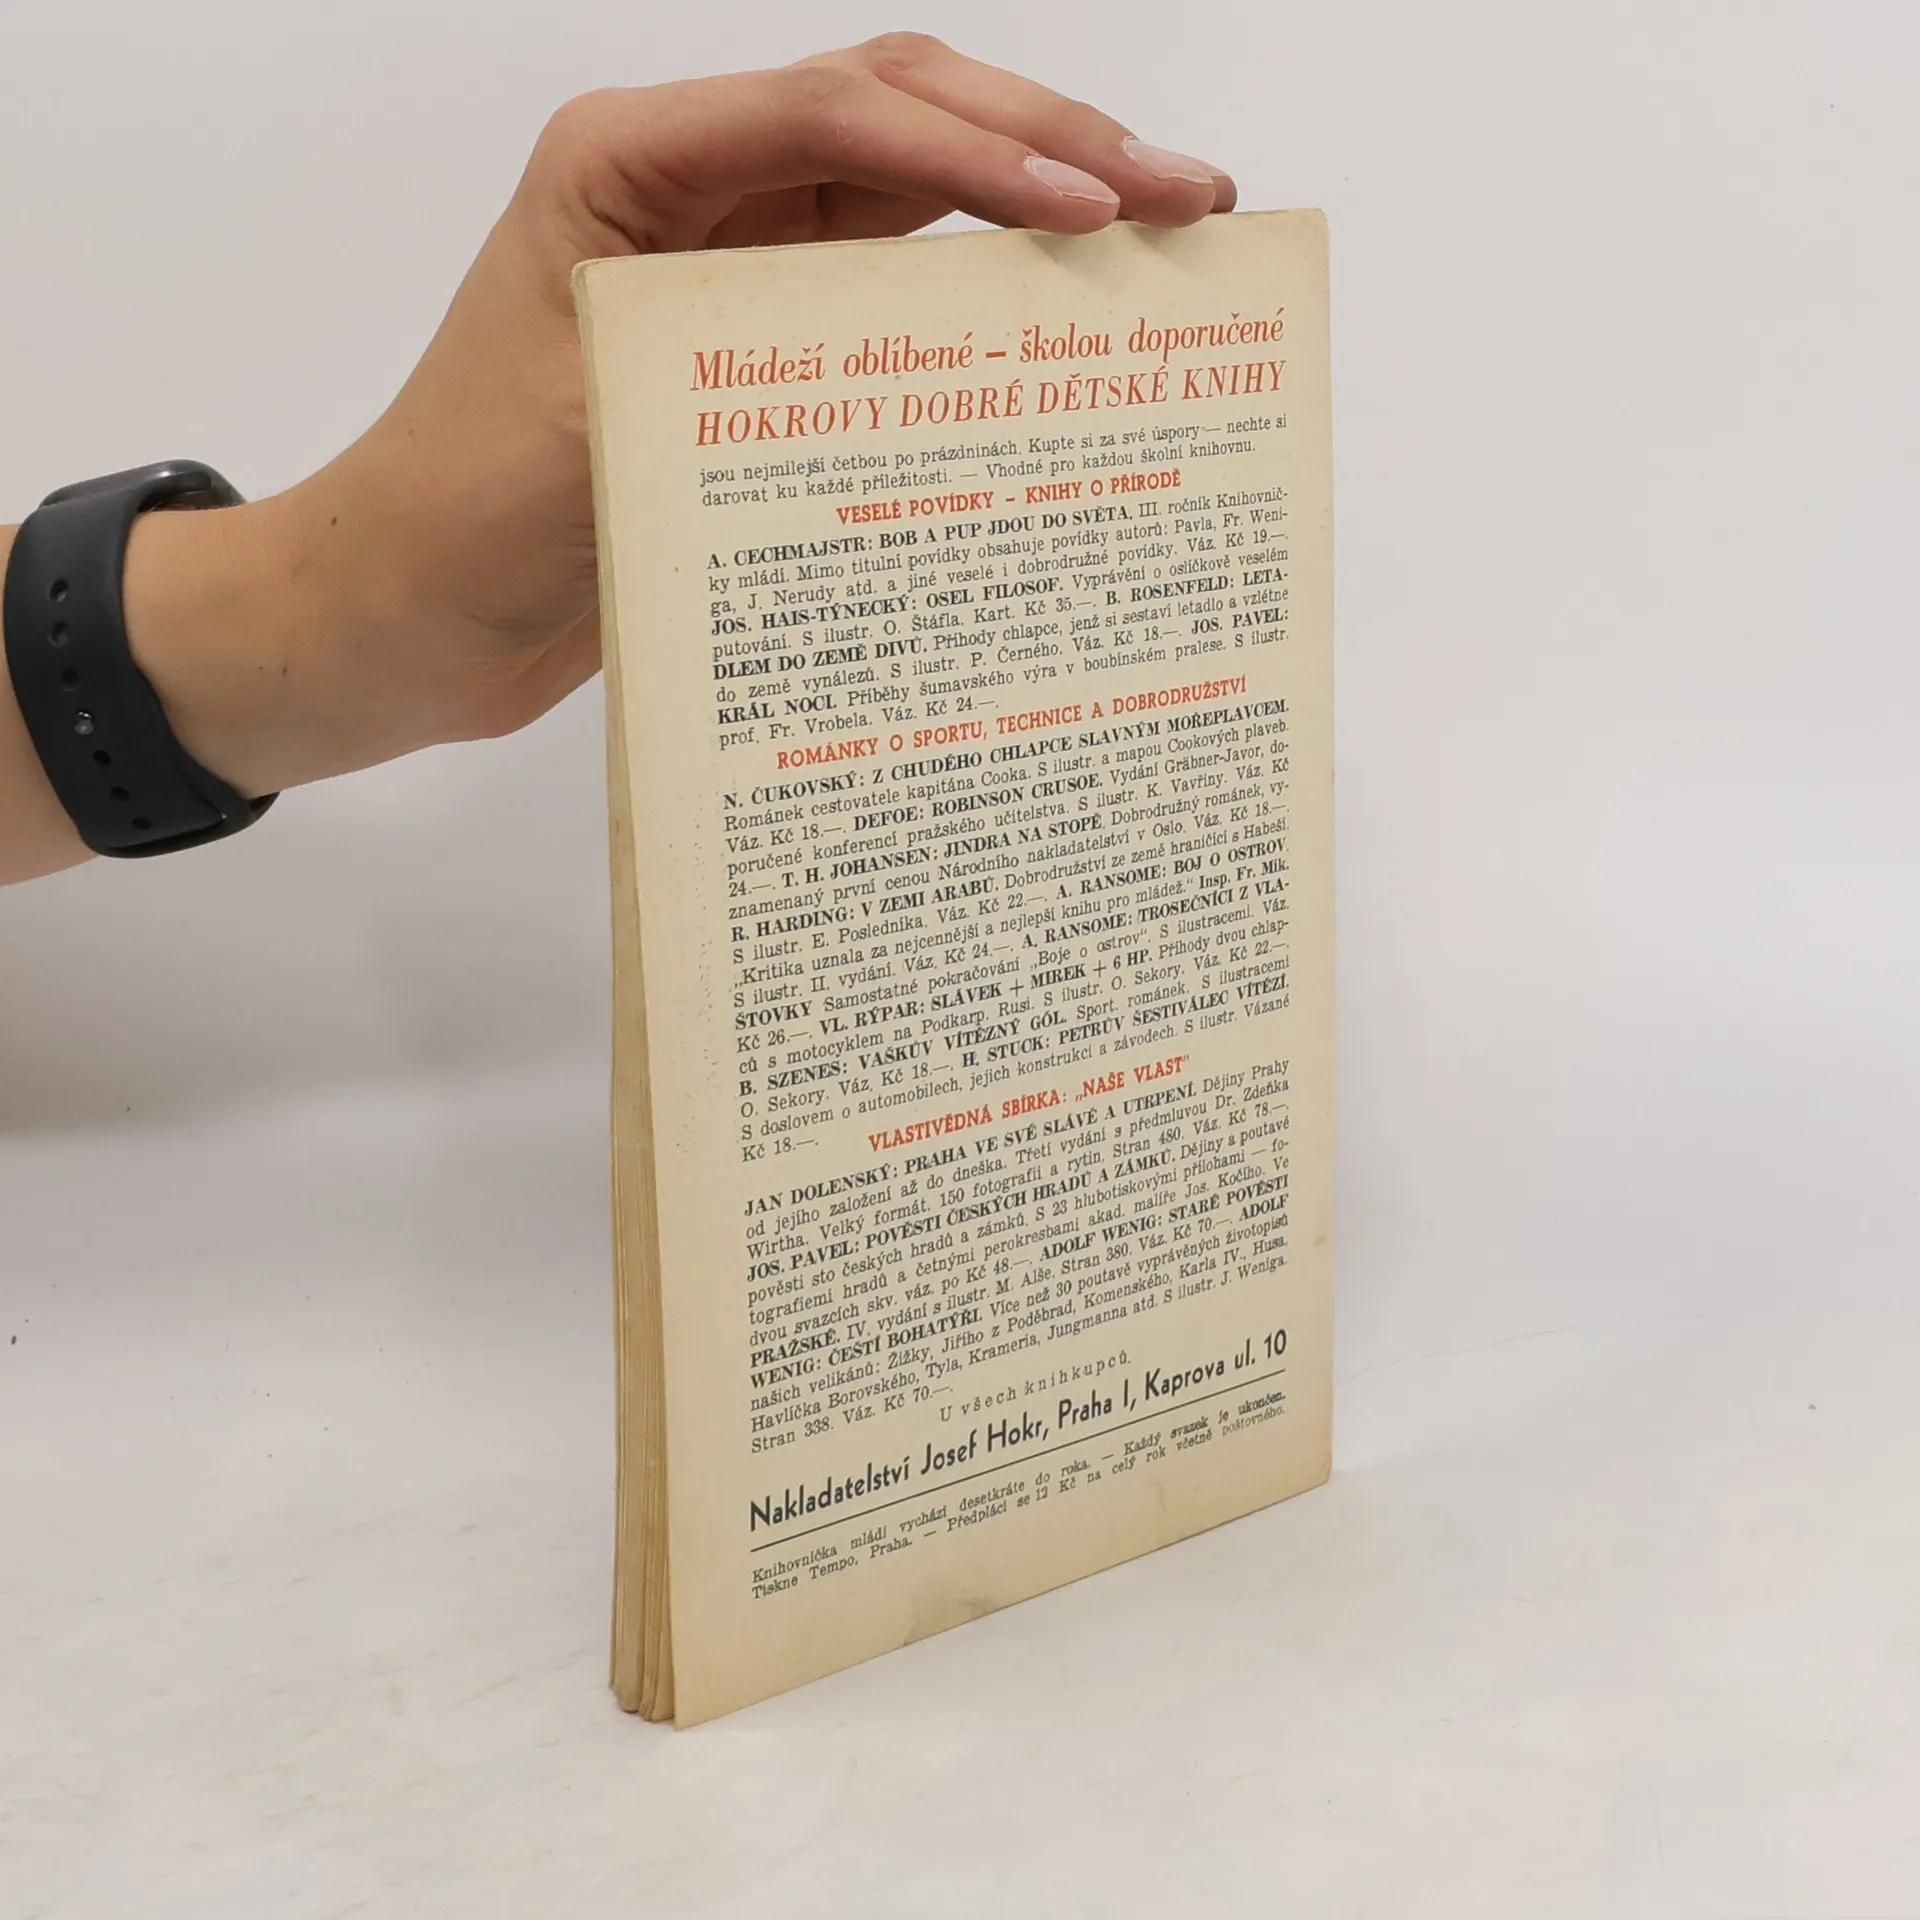 Mládeží oblíbené – školou doporučené
HOKROVY DOBRÉ DĚTSKÉ KNIHY
jsou nejmilejší četbou po prázdninách. Kupte si za své úspory — nechte si
darovat ku každé příležitosti. — Vhodné pro každou školní knihovnu.
VESELÉ POVÍDKY – KNIHY O PŘÍRODĚ
A. CECHMAJSTR: BOB A PUP JDOU DO SVĚTA. III. ročník Knihovnič-
ky mládí. Mimo titulní povídky obsahuje povídky autorů: Pavla, Fr. Weni-
ga, J. Nerudy atd. a jiné veselé i dobrodružné povídky. Váz. Kč 19.—.
JOS. HAIS-TÝNECKÝ: OSEL FILOSOF. Vyprávění o oslíčkově veselém
putování. S ilustr. O. Štáfla. Kart. Kč 35.—. B. ROSENFELD: LETA-
DLEM DO ZEMĚ DIVŮ. Příhody chlapce, jenž si sestaví letadlo a vzlétne
do země vynálezů. S ilustr. P. Černého. Váz. Kč 18.—. JOS. PAVEL:
KRÁL NOCI. Příběhy šumavského výra v boubínském pralese. S ilustr.
prof. Fr. Vrobela. Váz. Kč 24.—.
ROMÁNKY O SPORTU, TECHNICE A DOBRODRUŽSTVÍ
N. ČUKOVSKÝ: Z CHUDÉHO CHLAPCE SLAVNÝM MOŘEPLAVCEM.
Románek cestovatele kapitána Cooka. S ilustr. a mapou Cookových plaveb.
Váz. Kč 18.—. DEFOE: ROBINSON CRUSOE. Vydání Gräbner-Javor, do-
poručené konferencí pražského učitelstva. S ilustr. K. Vavřiny. Váz. Kč
24.—. T. H. JOHANSEN: JINDRA NA STOPĚ. Dobrodružný románek, vy-
znamenaný první cenou Národního nakladatelství v Oslo. Váz. Kč 18.—.
R. HARDING: V ZEMI ARABŮ. Dobrodružství ze země hraničící s Habeší.
S ilustr. E. Posledníka. Váz. Kč 22.—. A. RANSOME: BOJ O OSTROV.
„Kritika uznala za nejcennější a nejlepší knihu pro mládež." Insp. Fr. Mik.
S ilustr. II. vydání. Váz. Kč 24.—. A. RANSOME: TROSEČNÍCI Z VLA-
ŠTOVKY Samostatné pokračování „Boje o ostrov". S ilustracemi. Váz.
Kč 26.—. VL. RÝPAR: SLÁVEK + MIREK + 6 HP. Příhody dvou chlap-
ců s motocyklem na Podkarp. Rusi. S ilustr. O. Sekory. Váz. Kč 22.—.
B. SZENES: VAŠKŮV VÍTĚZNÝ GÓL. Sport. románek. S ilustracemi
O. Sekory. Váz. Kč 18.—. H. STUCK: PETRŮV ŠESTIVÁLEC VÍTĚZÍ.
S doslovem o automobilech, jejich konstrukci a závodech. S ilustr. Vázané
Kč 18.—.
VLASTIVĚDNÁ SBÍRKA: „NAŠE VLAST"
JAN DOLENSKÝ: PRAHA VE SVÉ SLÁVĚ A UTRPENÍ. Dějiny Prahy
od jejího založení až do dneška. Třetí vydání s předmluvou Dr. Zdeňka
Wirtha. Velký formát. 150 fotografií a rytin. Stran 480. Váz. Kč 78.—.
JOS. PAVEL: POVĚSTI ČESKÝCH HRADŮ A ZÁMKŮ. Dějiny a poutavé
pověsti sto českých hradů a zámků. S 23 hlubotiskovými přílohami — fo-
tografiemi hradů a četnými perokresbami akad. malíře Jos. Kočího. Ve
dvou svazcích skv. váz. po Kč 48.—. ADOLF WENIG: STARÉ POVĚSTI
PRAŽSKÉ. IV. vydání s ilustr. M. Alše. Stran 380. Váz. Kč 70.—. ADOLF
WENIG: ČEŠTÍ BOHATÝŘI. Více než 30 poutavě vyprávěných životopisů
našich velikánů: Žižky, Jiřího z Poděbrad, Komenského, Karla IV., Husa,
Havlíčka Borovského, Tyla, Krameria, Jungmanna atd. S ilustr. J. Weniga.
Stran 338. Váz. Kč 70.—.
U všech knihkupců.
Nakladatelství Josef Hokr, Praha I, Kaprova ul. 10
Knihovnička mládí vychází desetkráte do roka. — Každý svazek je ukončen.
Tiskne Tempo, Praha. — Předplácí se 12 Kč na celý rok včetně poštovného.